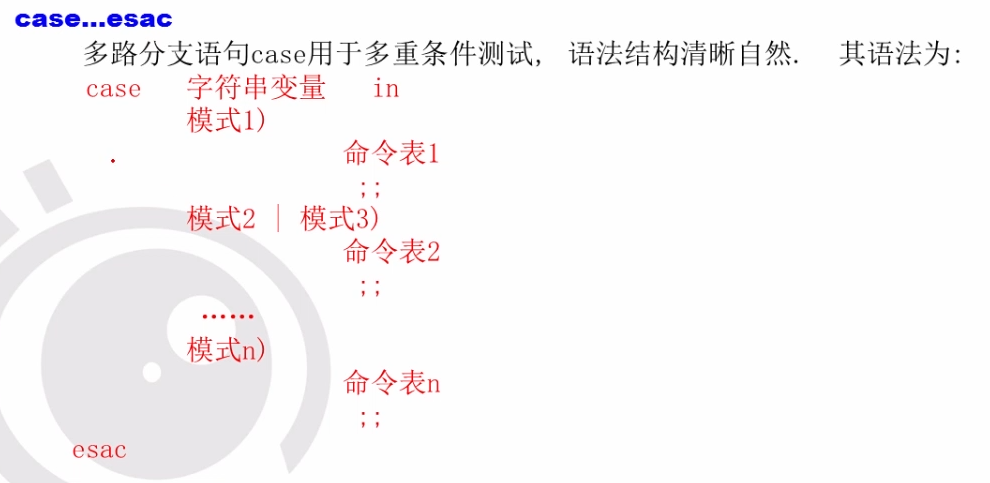 case...esac
多路分支语句case用于多重条件测试, 语法结构清晰自然. 其语法为:
case 字符串变量 in
模式1)
命令表1
;;
模式2 | 模式3)
命令表2
;;
......
模式n)
命令表n
;;
esac